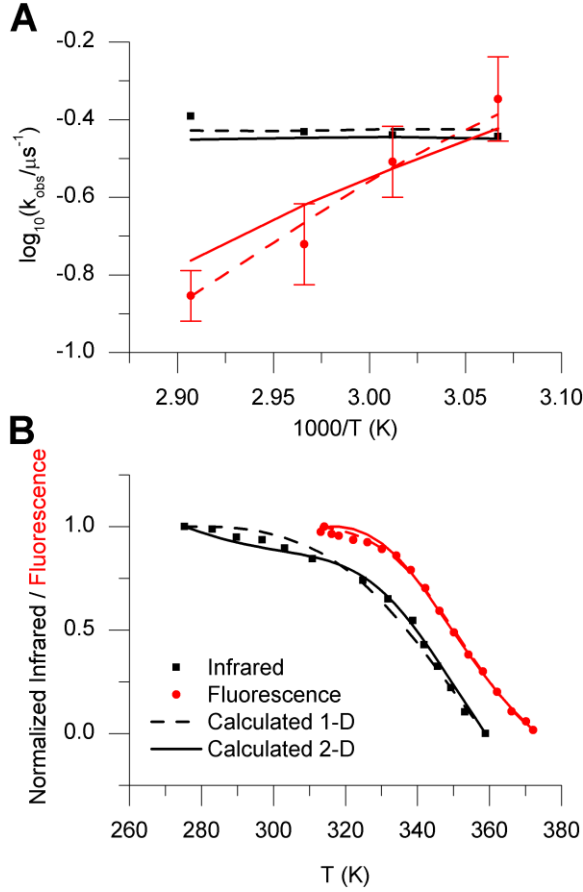 A
-0.2
-0.4
-0.6
-0.8
-1.0
log₁₀(k_obs/μs⁻¹)
2.90 2.95 3.00 3.05 3.10
1000/T (K)
B
1.0
0.5
0.0
Normalized Infrared / Fluorescence
Infrared
Fluorescence
Calculated 1-D
Calculated 2-D
260 280 300 320 340 360 380
T (K)